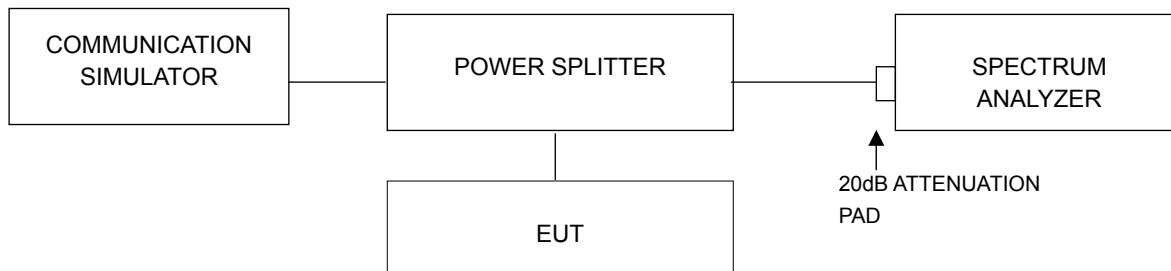 COMMUNICATION
SIMULATOR
POWER SPLITTER
SPECTRUM
ANALYZER
20dB ATTENUATION
PAD
EUT